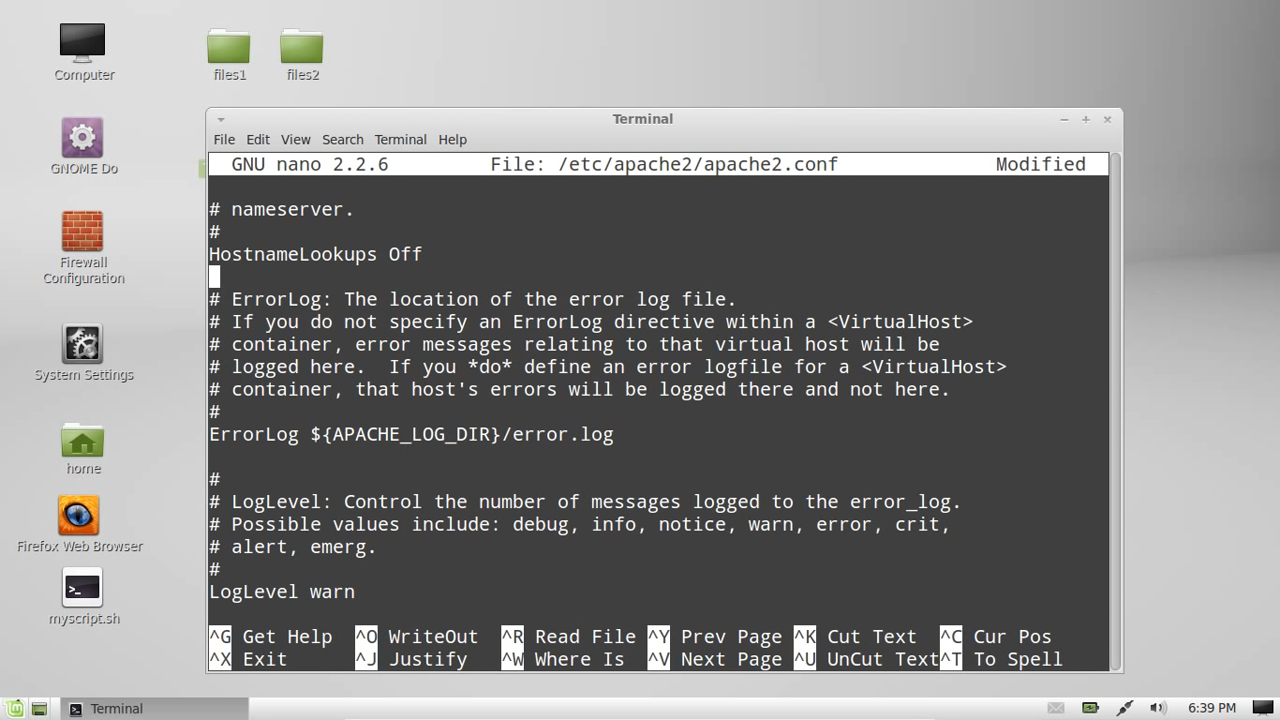 Computer
files1
files2
GNOME Do
Firewall
Configuration
System Settings
home
Firefox Web Browser
myscript.sh
Terminal
File Edit View Search Terminal Help
GNU nano 2.2.6 File: /etc/apache2/apache2.conf Modified
# nameserver.
#
HostnameLookups Off
# ErrorLog: The location of the error log file.
# If you do not specify an ErrorLog directive within a <VirtualHost>
# container, error messages relating to that virtual host will be
# logged here.  If you *do* define an error logfile for a <VirtualHost>
# container, that host's errors will be logged there and not here.
#
ErrorLog ${APACHE_LOG_DIR}/error.log
#
# LogLevel: Control the number of messages logged to the error_log.
# Possible values include: debug, info, notice, warn, error, crit,
# alert, emerg.
#
LogLevel warn
^G Get Help ^O WriteOut ^R Read File ^Y Prev Page ^K Cut Text ^C Cur Pos
^X Exit ^J Justify ^W Where Is ^V Next Page ^U UnCut Text ^T To Spell
Terminal
6:39 PM